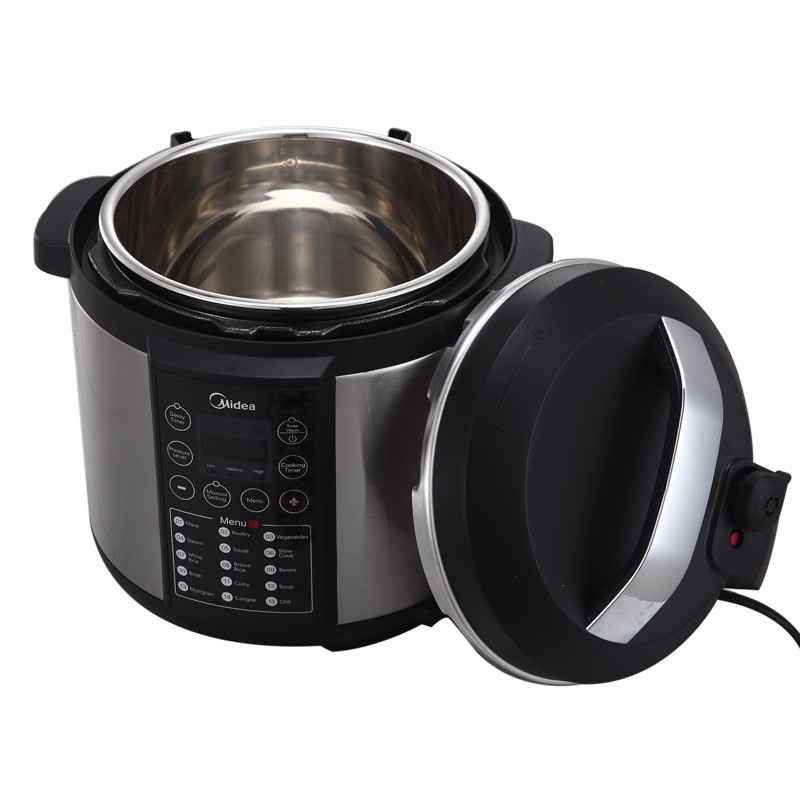 Midea
Delay
Timer
Keep
Warm
Pressure
Level
Low Medium High
Cooking
Timer
Manual
Setting
Menu
Menu
01 Meat 02 Poultry 03 Vegetables
04 Steam 05 Sauté 06 Slow Cook
07 White Rice 08 Brown Rice 09 Beans
10 Broth 11 Curry 12 Soup
13 Multigrain 14 Congee 15 Chili